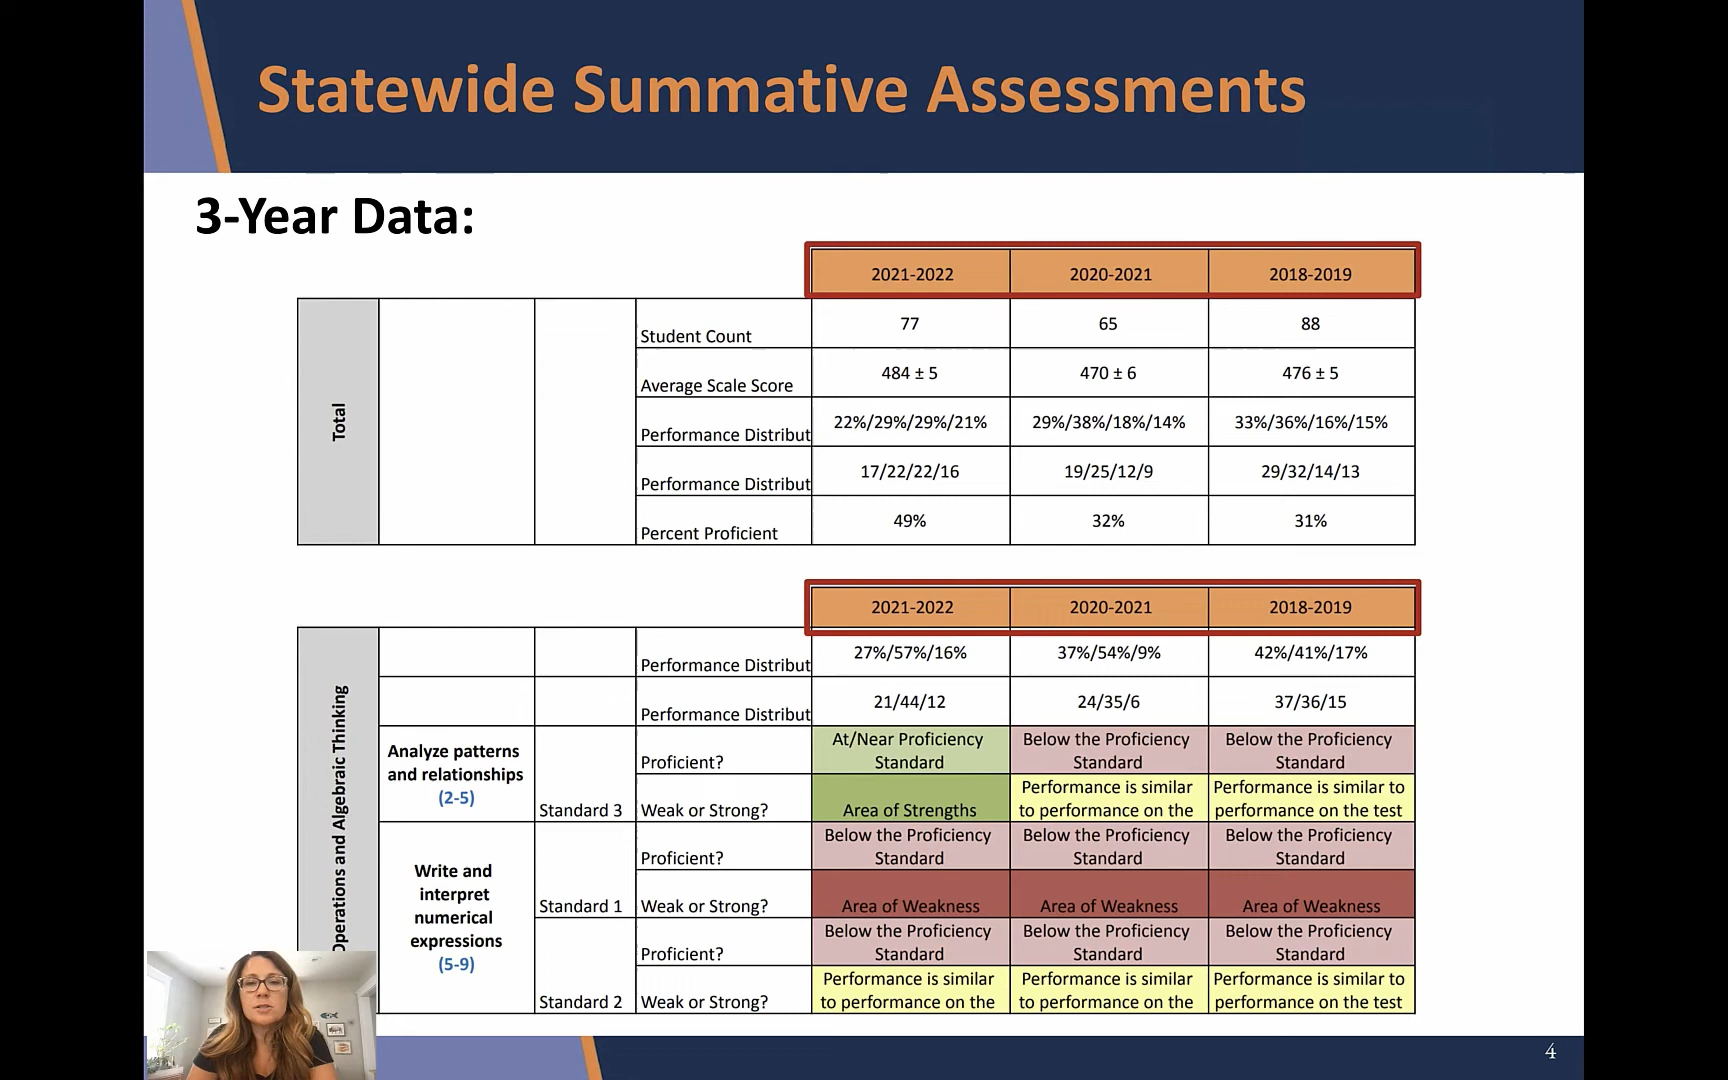 Statewide Summative Assessments
3-Year Data:
2021-2022 2020-2021 2018-2019
Total
Student Count 77 65 88
Average Scale Score 484 ± 5 470 ± 6 476 ± 5
Performance Distribut 22%/29%/29%/21% 29%/38%/18%/14% 33%/36%/16%/15%
Performance Distribut 17/22/22/16 19/25/12/9 29/32/14/13
Percent Proficient 49% 32% 31%
2021-2022 2020-2021 2018-2019
Operations and Algebraic Thinking
Performance Distribut 27%/57%/16% 37%/54%/9% 42%/41%/17%
Performance Distribut 21/44/12 24/35/6 37/36/15
Analyze patterns
and relationships
(2-5)
Standard 3
Proficient?
At/Near Proficiency
Standard
Below the Proficiency
Standard
Below the Proficiency
Standard
Weak or Strong?
Area of Strengths
Performance is similar
to performance on the
Performance is similar to
performance on the test
Write and
interpret
numerical
expressions
(5-9)
Standard 1
Proficient?
Below the Proficiency
Standard
Below the Proficiency
Standard
Below the Proficiency
Standard
Weak or Strong?
Area of Weakness Area of Weakness Area of Weakness
Standard 2
Proficient?
Below the Proficiency
Standard
Below the Proficiency
Standard
Below the Proficiency
Standard
Weak or Strong?
Performance is similar
to performance on the
Performance is similar
to performance on the
Performance is similar to
performance on the test
4